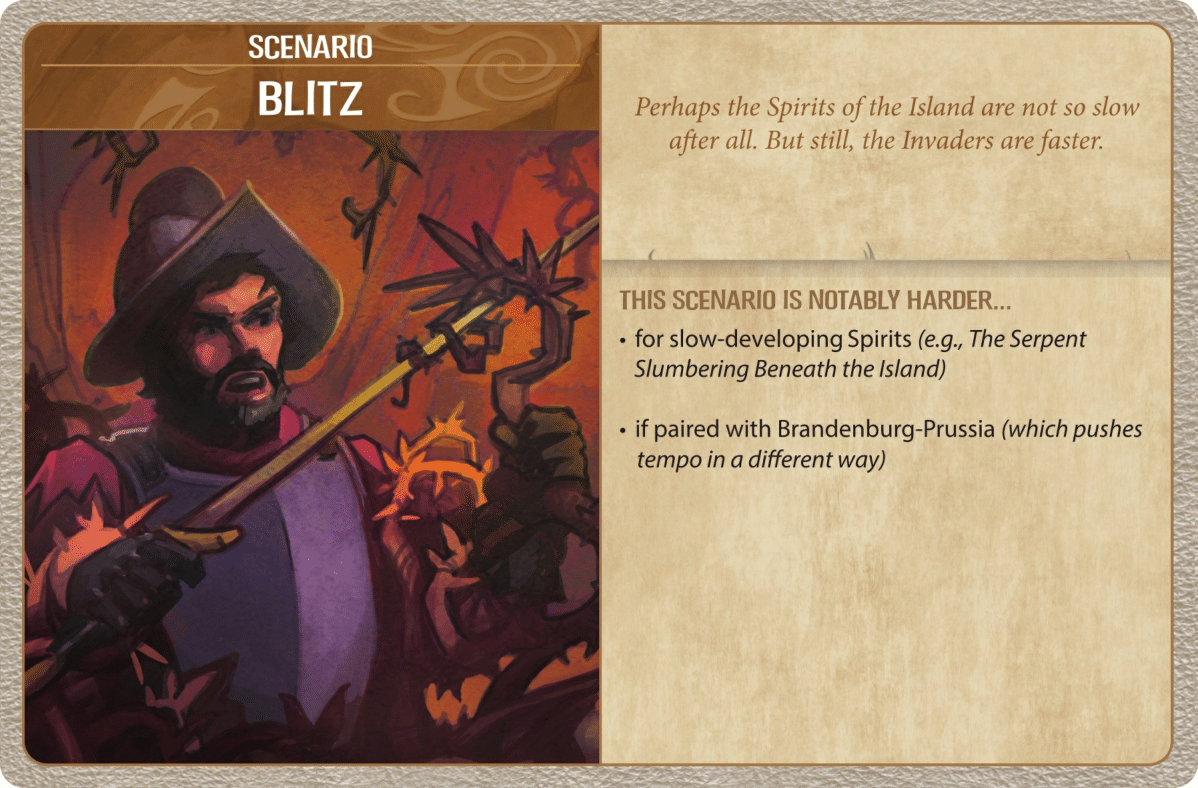 SCENARIO
BLITZ
Perhaps the Spirits of the Island are not so slow
after all. But still, the Invaders are faster.
THIS SCENARIO IS NOTABLY HARDER...
• for slow-developing Spirits (e.g., The Serpent
Slumbering Beneath the Island)
• if paired with Brandenburg-Prussia (which pushes
tempo in a different way)